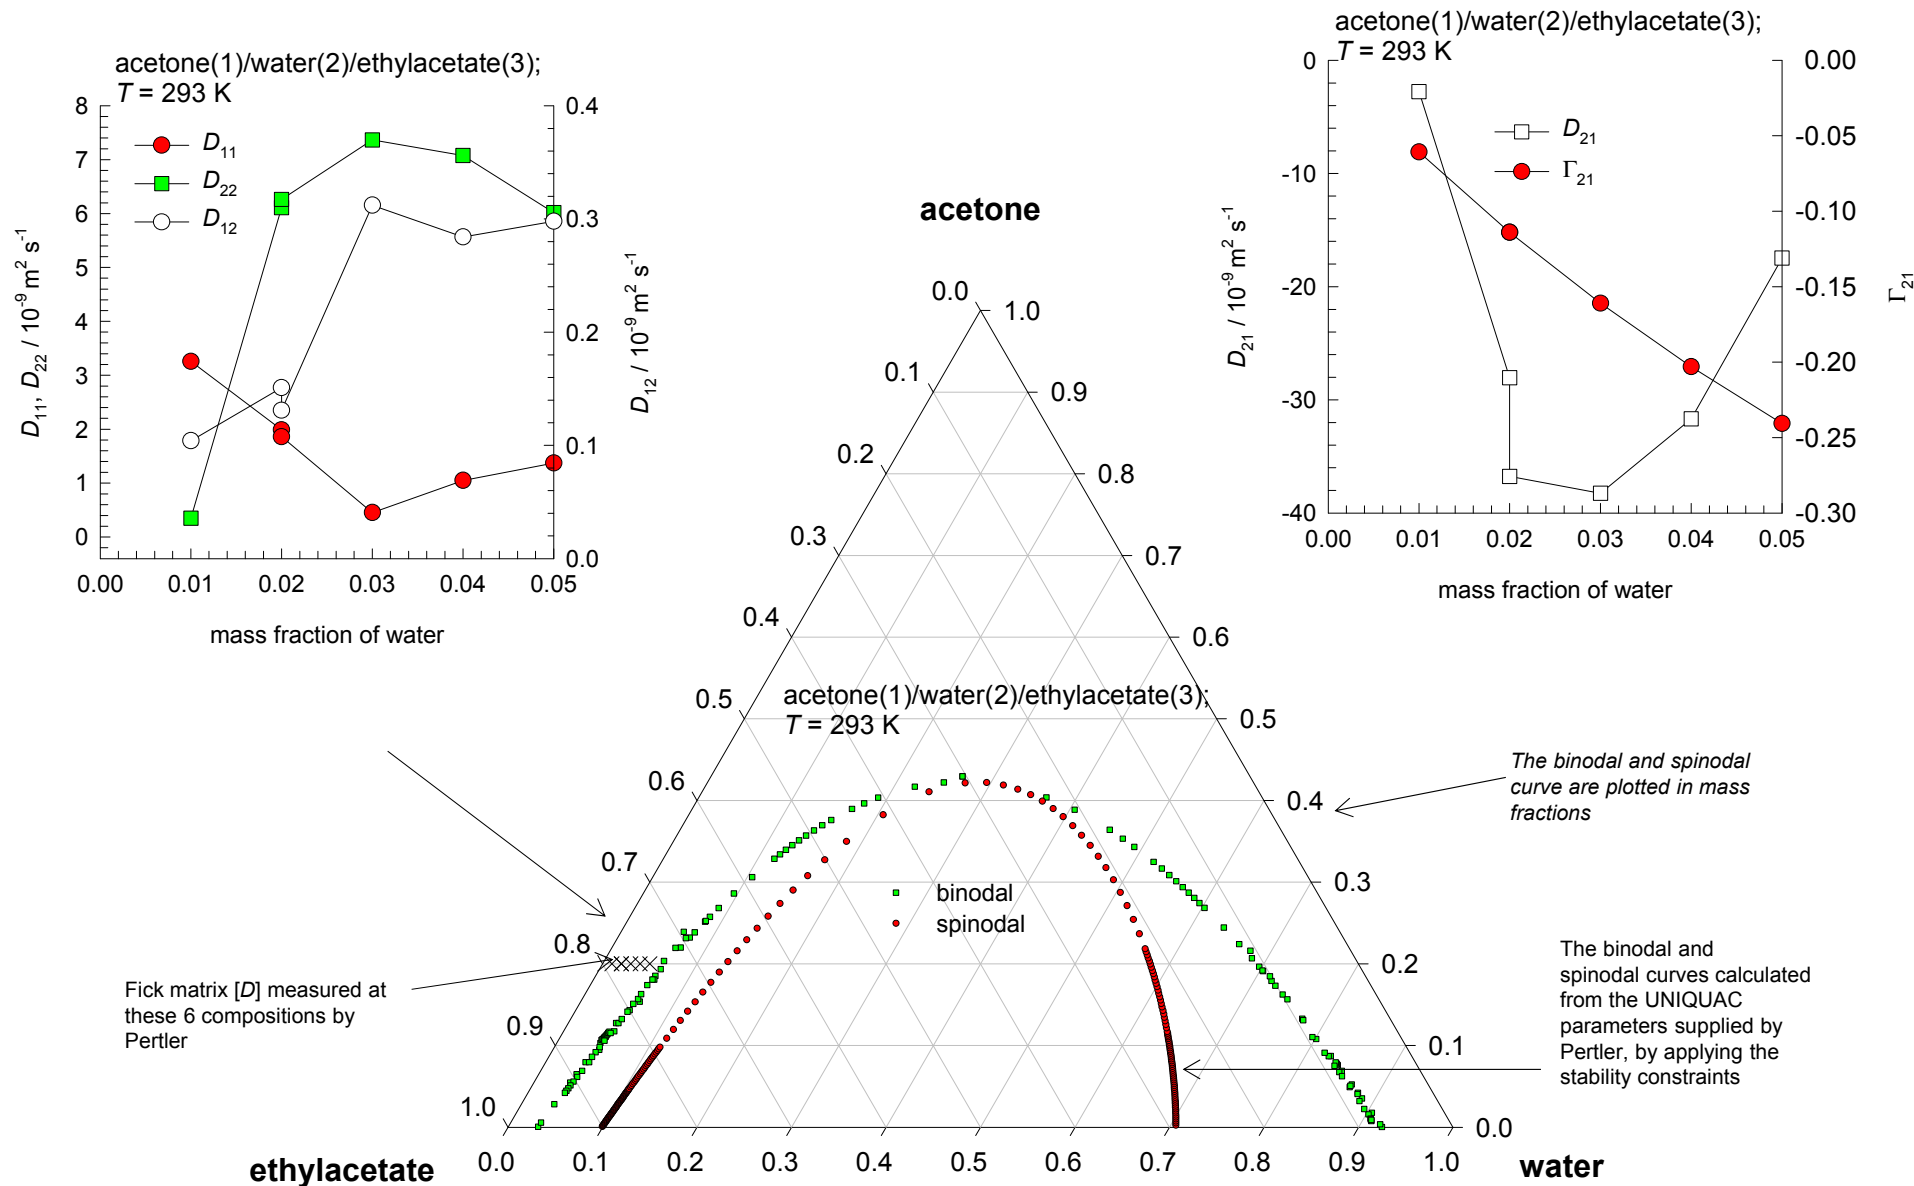 acetone(1)/water(2)/ethylacetate(3);
T = 293 K
8
7
6
5
4
3
2
1
0
D11, D22 / 10-9 m2 s-1
D11
D22
D12
0.4
0.3
0.2
0.1
0.0
D12 / 10-9 m2 s-1
0.00
0.01
0.02
0.03
0.04
0.05
mass fraction of water
acetone(1)/water(2)/ethylacetate(3);
T = 293 K
0
-10
-20
-30
-40
D21 / 10-9 m2 s-1
D21
Γ21
0.00
-0.05
-0.10
-0.15
-0.20
-0.25
-0.30
Γ21
0.00
0.01
0.02
0.03
0.04
0.05
mass fraction of water
acetone
0.0
0.1
0.2
0.3
0.4
0.5
0.6
0.7
0.8
0.9
1.0
1.0
0.9
0.8
0.7
0.6
0.5
0.4
0.3
0.2
0.1
0.0
acetone(1)/water(2)/ethylacetate(3);
T = 293 K
binodal
spinodal
The binodal and spinodal
curve are plotted in mass
fractions
Fick matrix [D] measured at
these 6 compositions by
Pertler
The binodal and
spinodal curves calculated
from the UNIQUAC
parameters supplied by
Pertler, by applying the
stability constraints
0.0
0.1
0.2
0.3
0.4
0.5
0.6
0.7
0.8
0.9
1.0
ethylacetate
water